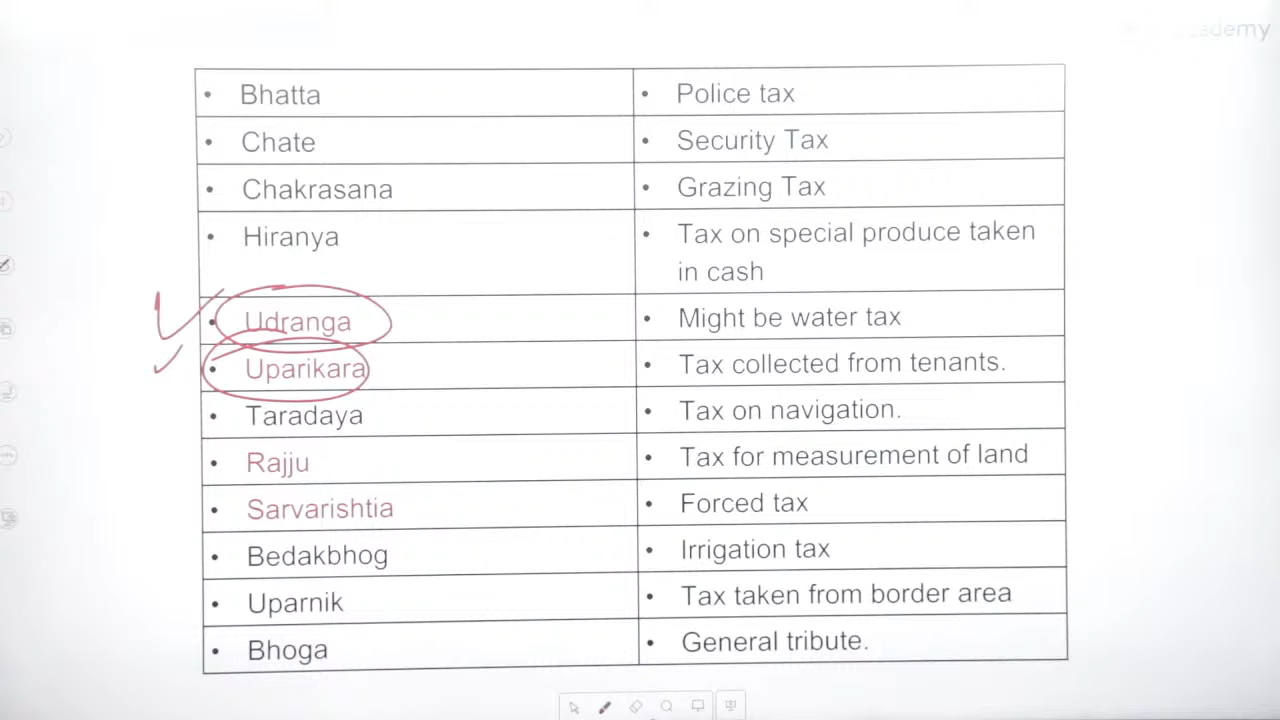 • Bhatta • Police tax
• Chate • Security Tax
• Chakrasana • Grazing Tax
• Hiranya • Tax on special produce taken
in cash
• Udranga • Might be water tax
• Uparikara • Tax collected from tenants.
• Taradaya • Tax on navigation.
• Rajju • Tax for measurement of land
• Sarvarishtia • Forced tax
• Bedakbhog • Irrigation tax
• Uparnik • Tax taken from border area
• Bhoga • General tribute.